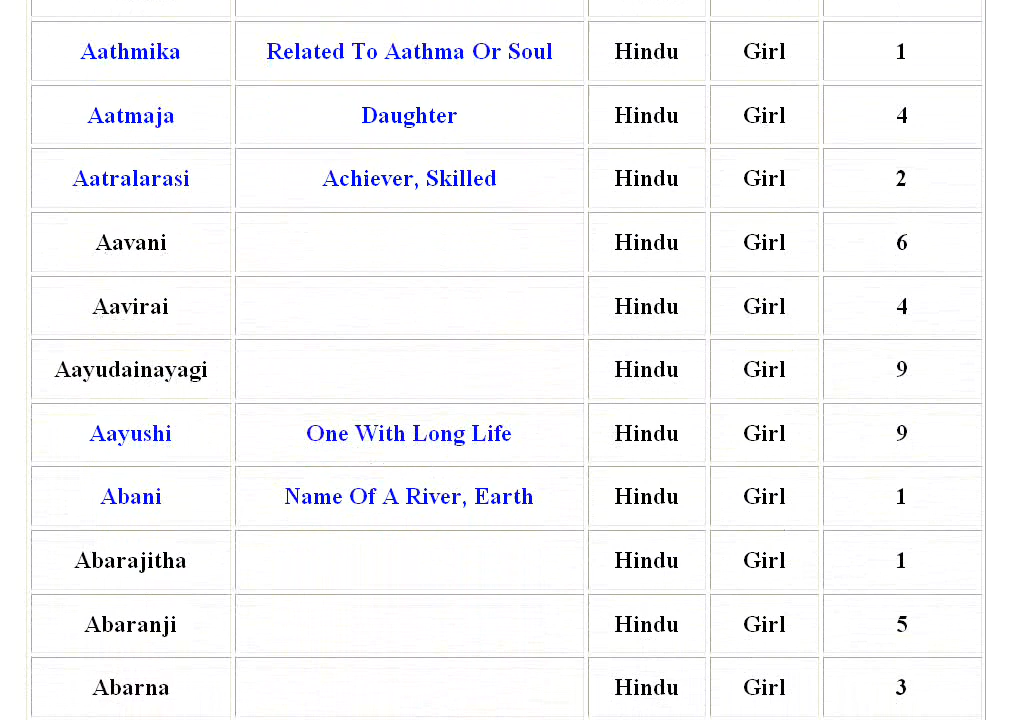 Aathmika Related To Aathma Or Soul Hindu Girl 1
Aatmaja Daughter Hindu Girl 4
Aatralarasi Achiever, Skilled Hindu Girl 2
Aavani Hindu Girl 6
Aavirai Hindu Girl 4
Aayudainayagi Hindu Girl 9
Aayushi One With Long Life Hindu Girl 9
Abani Name Of A River, Earth Hindu Girl 1
Abarajitha Hindu Girl 1
Abaranji Hindu Girl 5
Abarna Hindu Girl 3